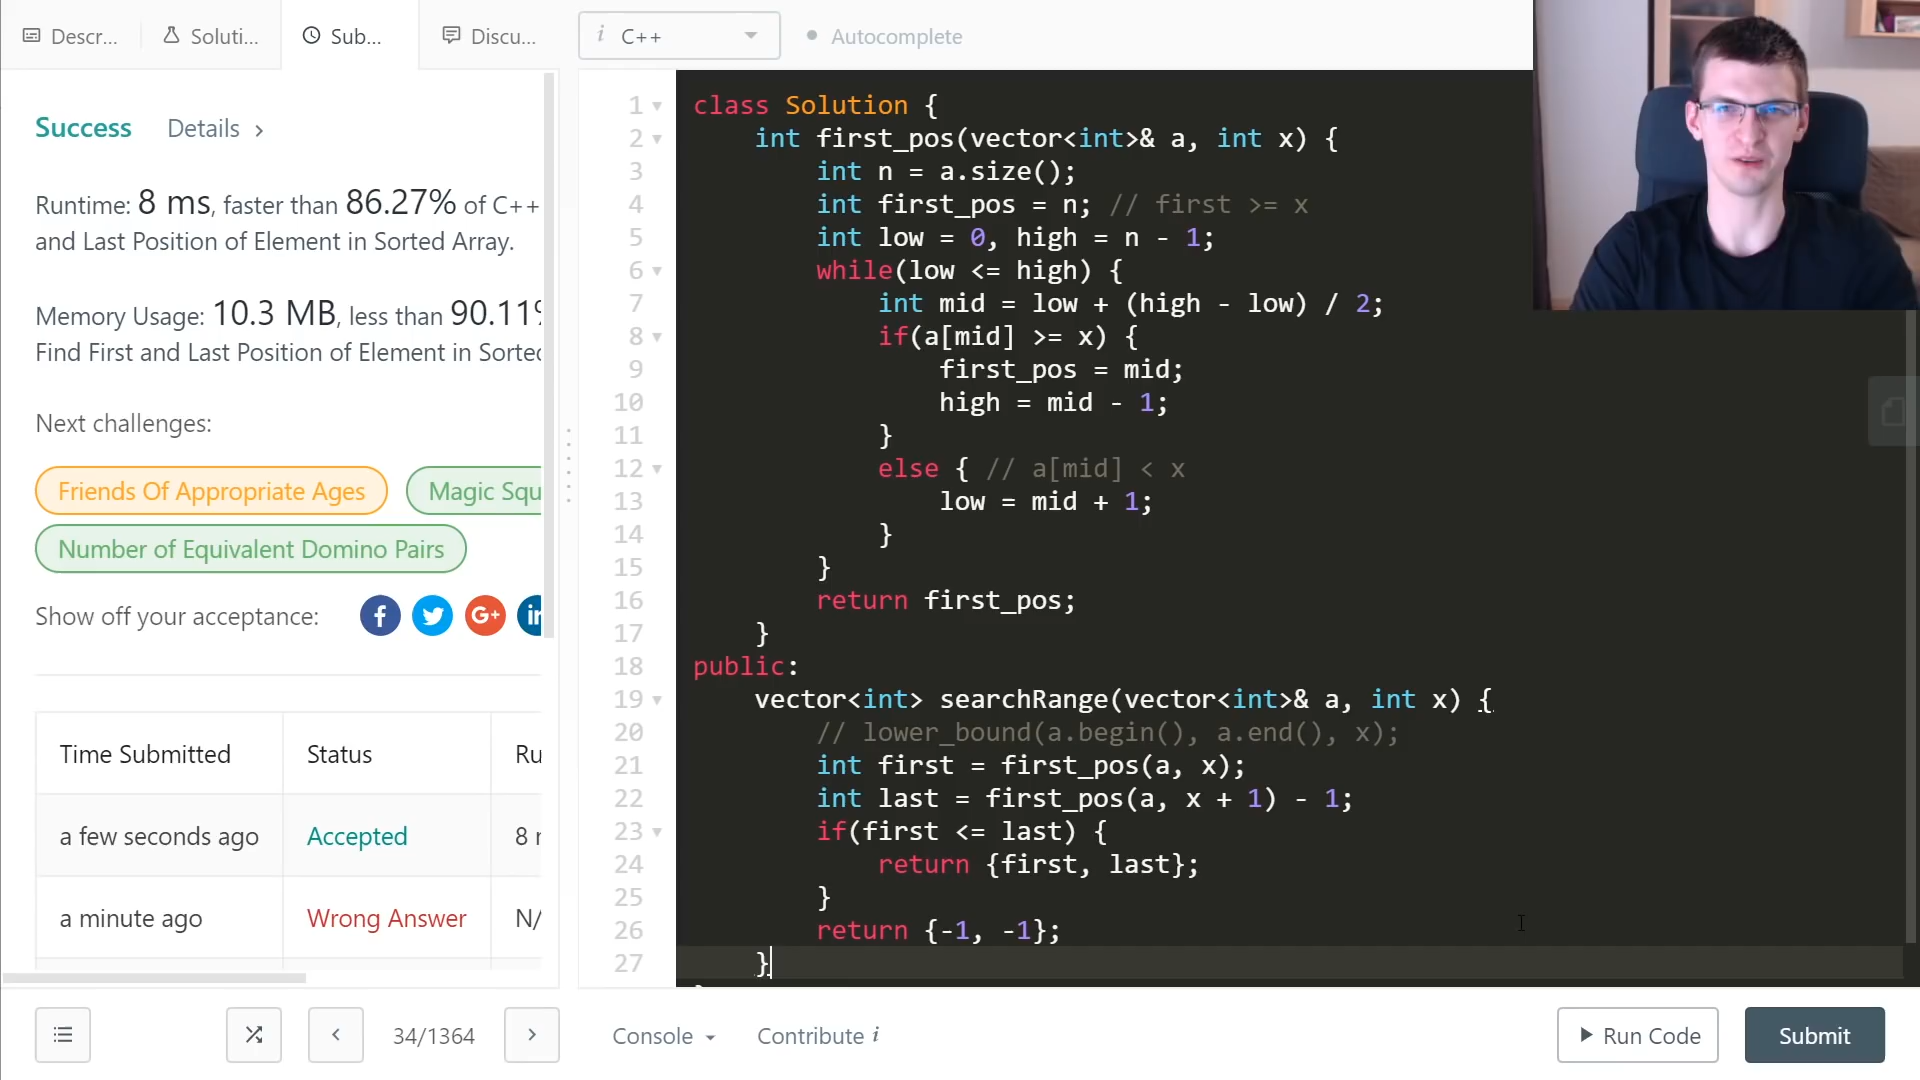 Descr...
Soluti...
Sub...
Discu...
i C++
Autocomplete
Success Details >
Runtime: 8 ms, faster than 86.27% of C++
and Last Position of Element in Sorted Array.
Memory Usage: 10.3 MB, less than 90.11%
Find First and Last Position of Element in Sorted
Next challenges:
Friends Of Appropriate Ages
Magic Squ
Number of Equivalent Domino Pairs
Show off your acceptance: f G+ in
Time Submitted Status Ru
a few seconds ago Accepted 8 m
a minute ago Wrong Answer N/
1 class Solution {
2 int first_pos(vector<int>& a, int x) {
3 int n = a.size();
4 int first_pos = n; // first >= x
5 int low = 0, high = n - 1;
6 while(low <= high) {
7 int mid = low + (high - low) / 2;
8 if(a[mid] >= x) {
9 first_pos = mid;
10 high = mid - 1;
11 }
12 else { // a[mid] < x
13 low = mid + 1;
14 }
15 }
16 return first_pos;
17 }
18 public:
19 vector<int> searchRange(vector<int>& a, int x) {
20 // lower_bound(a.begin(), a.end(), x);
21 int first = first_pos(a, x);
22 int last = first_pos(a, x + 1) - 1;
23 if(first <= last) {
24 return {first, last};
25 }
26 return {-1, -1};
27 }
34/1364
Console
Contribute i
Run Code
Submit